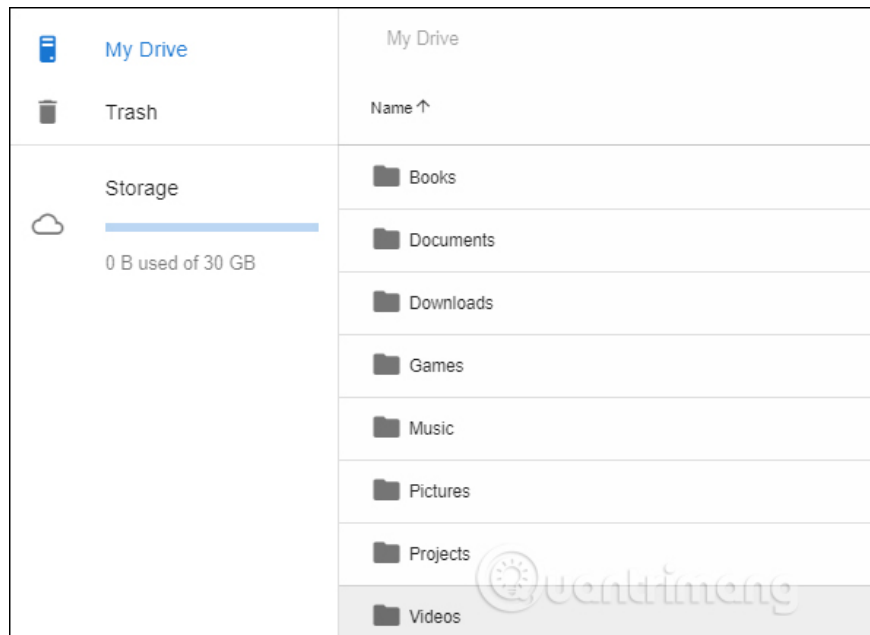 My Drive
Trash
Storage
0 B used of 30 GB
My Drive
Name↑
Books
Documents
Downloads
Games
Music
Pictures
Projects
Videos
Quantrimang